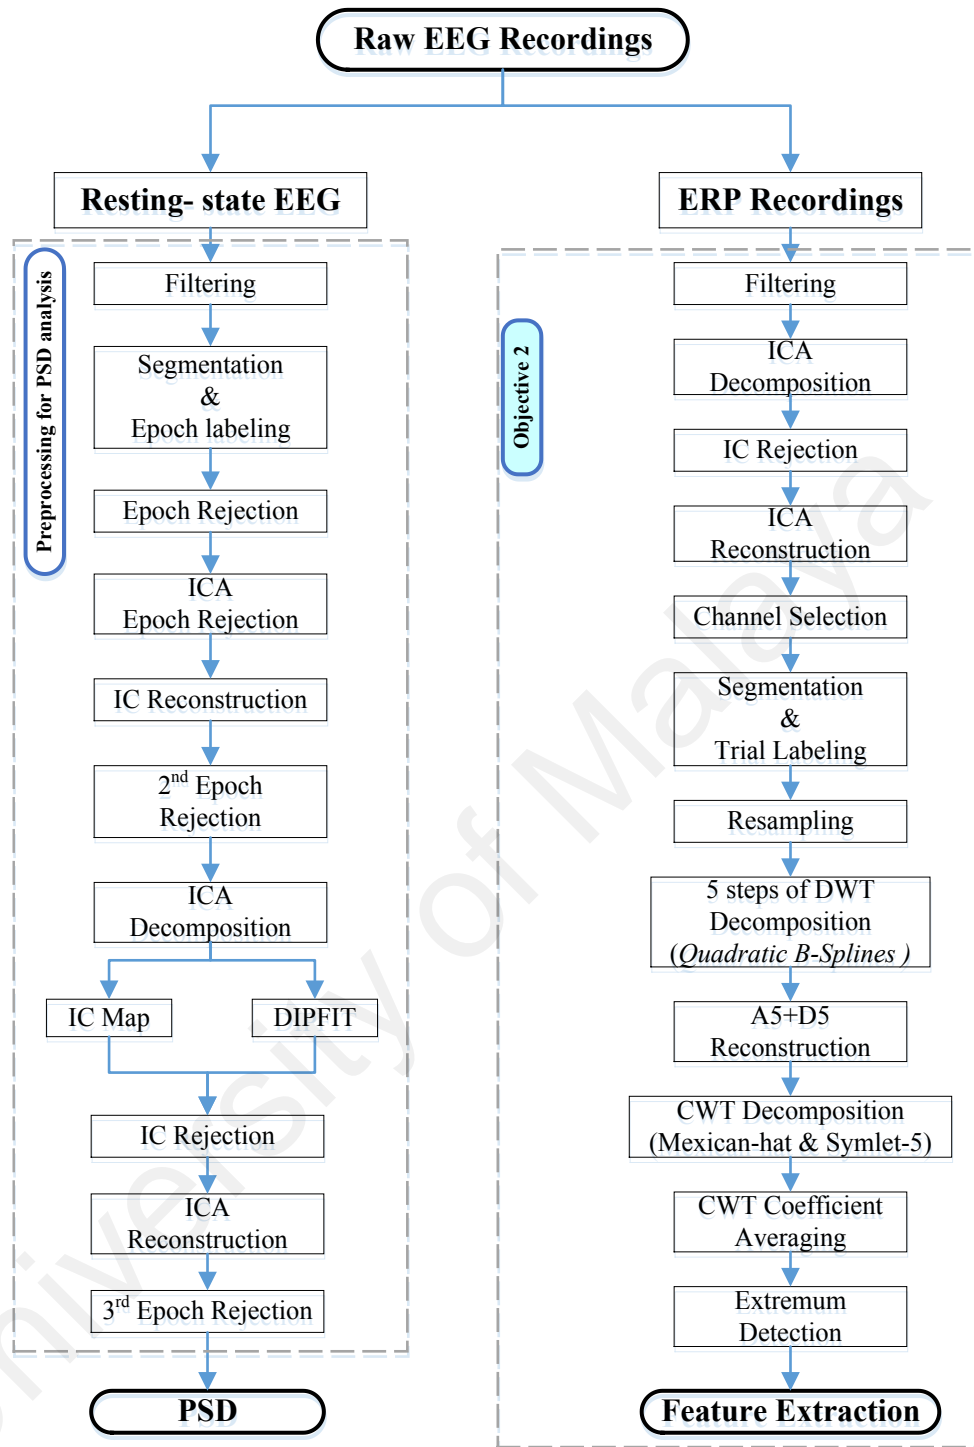 Raw EEG Recordings
Resting- state EEG
Preprocessing for PSD analysis
Filtering
Segmentation
&
Epoch labeling
Epoch Rejection
ICA
Epoch Rejection
IC Reconstruction
2nd Epoch
Rejection
ICA
Decomposition
IC Map
DIPFIT
IC Rejection
ICA
Reconstruction
3rd Epoch Rejection
PSD
ERP Recordings
Objective 2
Filtering
ICA
Decomposition
IC Rejection
ICA
Reconstruction
Channel Selection
Segmentation
&
Trial Labeling
Resampling
5 steps of DWT
Decomposition
(Quadratic B-Splines )
A5+D5
Reconstruction
CWT Decomposition
(Mexican-hat & Symlet-5)
CWT Coefficient
Averaging
Extremum
Detection
Feature Extraction
University of Malaya